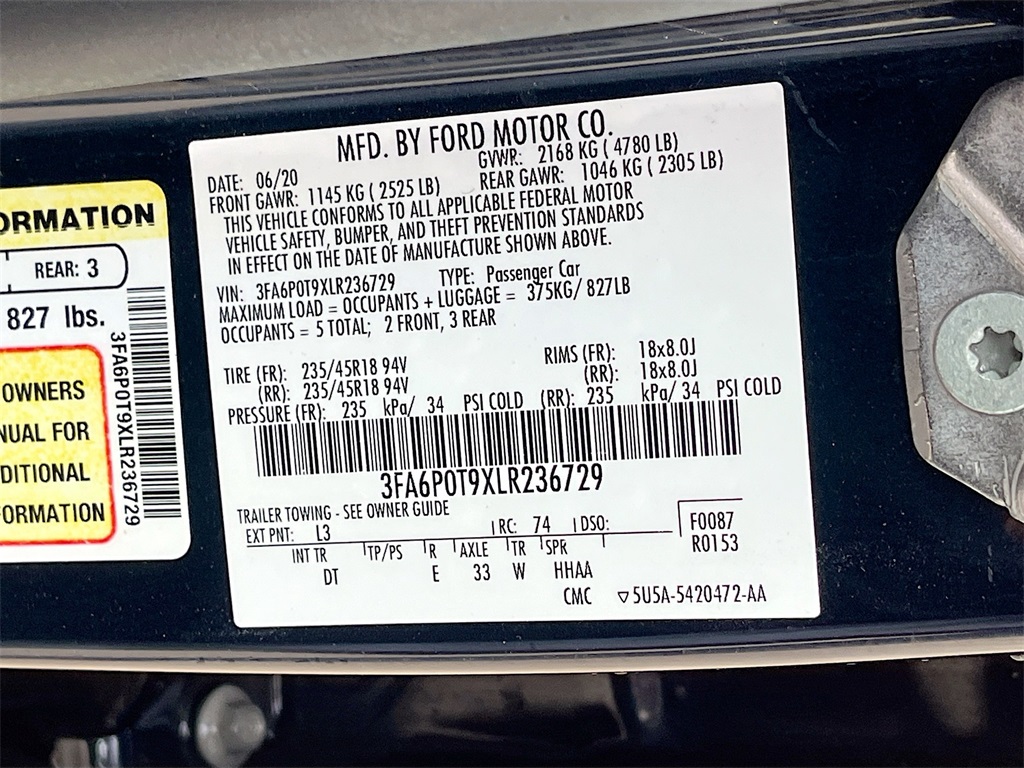 MFD. BY FORD MOTOR CO.
DATE: 06/20 GVWR: 2168 KG ( 4780 LB)
FRONT GAWR: 1145 KG ( 2525 LB) REAR GAWR: 1046 KG ( 2305 LB)
THIS VEHICLE CONFORMS TO ALL APPLICABLE FEDERAL MOTOR
VEHICLE SAFETY, BUMPER, AND THEFT PREVENTION STANDARDS
IN EFFECT ON THE DATE OF MANUFACTURE SHOWN ABOVE.
VIN: 3FA6P0T9XLR236729 TYPE: Passenger Car
MAXIMUM LOAD = OCCUPANTS + LUGGAGE = 375KG/ 827LB
OCCUPANTS = 5 TOTAL; 2 FRONT, 3 REAR
TIRE (FR): 235/45R18 94V RIMS (FR): 18x8.0J
(RR): 235/45R18 94V (RR): 18x8.0J
PRESSURE (FR): 235 kPa/ 34 PSI COLD (RR): 235 kPa/ 34 PSI COLD
3FA6P0T9XLR236729
TRAILER TOWING - SEE OWNER GUIDE
EXT PNT: L3 RC: 74 DSO: F0087
R0153
INT TR TP/PS R AXLE TR SPR
DT E 33 W HHAA
CMC ▽5U5A-5420472-AA
ORMATION
REAR: 3
827 lbs.
OWNERS
NUAL FOR
DITIONAL
FORMATION
3FA6P0T9XLR236729